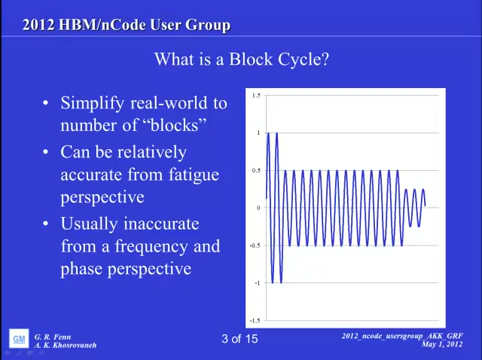 2012 HBM/nCode User Group
What is a Block Cycle?
• Simplify real-world to
number of “blocks”
• Can be relatively
accurate from fatigue
perspective
• Usually inaccurate
from a frequency and
phase perspective
1.5
1
0.5
0
-0.5
-1
-1.5
GM
G. R. Fenn
A. K. Khosrovaneh
3 of 15
2012_ncode_usersgroup_AKK_GRF
May 1, 2012